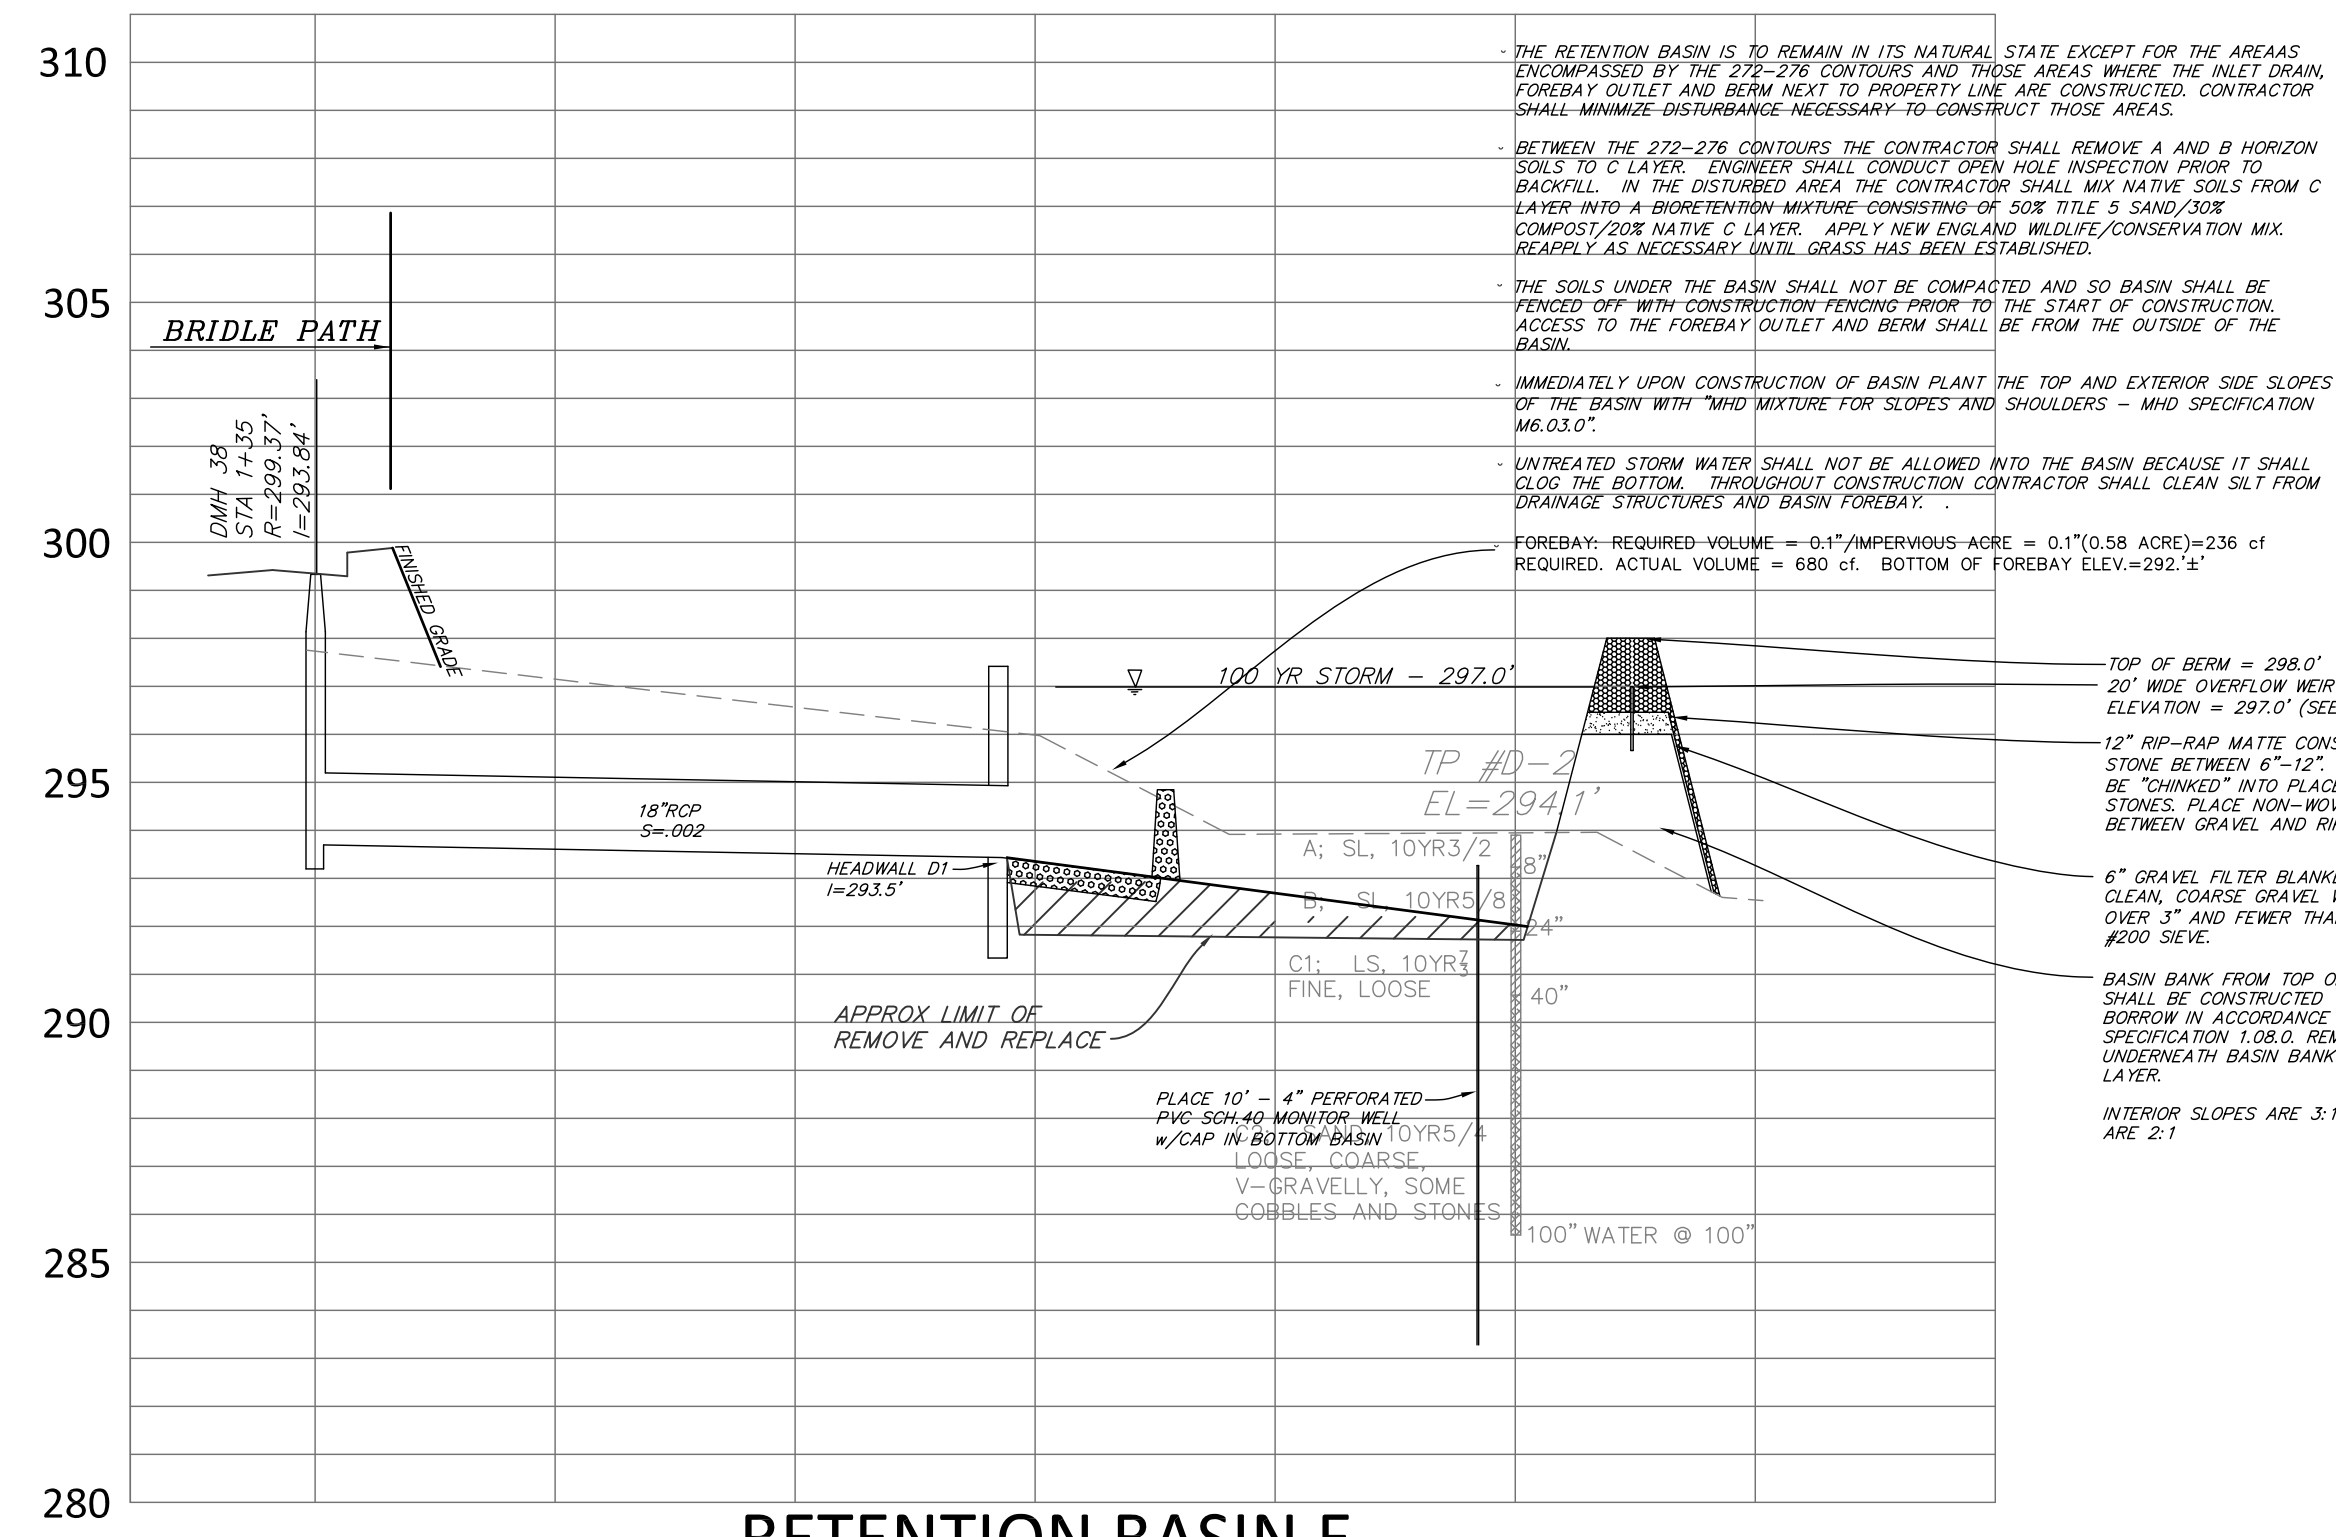 310
305
300
295
290
285
280
THE RETENTION BASIN IS TO REMAIN IN ITS NATURAL STATE EXCEPT FOR THE AREAAS
ENCOMPASSED BY THE 272-276 CONTOURS AND THOSE AREAS WHERE THE INLET DRAIN,
FOREBAY OUTLET AND BERM NEXT TO PROPERTY LINE ARE CONSTRUCTED. CONTRACTOR
SHALL MINIMIZE DISTURBANCE NECESSARY TO CONSTRUCT THOSE AREAS.
BETWEEN THE 272-276 CONTOURS THE CONTRACTOR SHALL REMOVE A AND B HORIZON
SOILS TO C LAYER. ENGINEER SHALL CONDUCT OPEN HOLE INSPECTION PRIOR TO
BACKFILL. IN THE DISTURBED AREA THE CONTRACTOR SHALL MIX NATIVE SOILS FROM C
LAYER INTO A BIORETENTION MIXTURE CONSISTING OF 50% TITLE 5 SAND/30%
COMPOST/20% NATIVE C LAYER. APPLY NEW ENGLAND WILDLIFE/CONSERVATION MIX.
REAPPLY AS NECESSARY UNTIL GRASS HAS BEEN ESTABLISHED.
THE SOILS UNDER THE BASIN SHALL NOT BE COMPACTED AND SO BASIN SHALL BE
FENCED OFF WITH CONSTRUCTION FENCING PRIOR TO THE START OF CONSTRUCTION.
ACCESS TO THE FOREBAY OUTLET AND BERM SHALL BE FROM THE OUTSIDE OF THE
BASIN.
IMMEDIATELY UPON CONSTRUCTION OF BASIN PLANT THE TOP AND EXTERIOR SIDE SLOPES
OF THE BASIN WITH "MHD MIXTURE FOR SLOPES AND SHOULDERS - MHD SPECIFICATION
M6.03.0".
UNTREATED STORM WATER SHALL NOT BE ALLOWED INTO THE BASIN BECAUSE IT SHALL
CLOG THE BOTTOM. THROUGHOUT CONSTRUCTION CONTRACTOR SHALL CLEAN SILT FROM
DRAINAGE STRUCTURES AND BASIN FOREBAY. .
FOREBAY: REQUIRED VOLUME = 0.1"/IMPERVIOUS ACRE = 0.1"(0.58 ACRE)=236 cf
REQUIRED. ACTUAL VOLUME = 680 cf. BOTTOM OF FOREBAY ELEV.=292.'±'
BRIDLE PATH
DMH 38
STA 1+35
R=299.37'
I=293.84'
FINISHED GRADE
100 YR STORM - 297.0'
TOP OF BERM = 298.0'
20' WIDE OVERFLOW WEIR
ELEVATION = 297.0' (SEE
12" RIP-RAP MATTE CONS
STONE BETWEEN 6"-12".
BE "CHINKED" INTO PLACE
STONES. PLACE NON-WOV
BETWEEN GRAVEL AND RI
6" GRAVEL FILTER BLANKE
CLEAN, COARSE GRAVEL W
OVER 3" AND FEWER THA
#200 SIEVE.
BASIN BANK FROM TOP O
SHALL BE CONSTRUCTED
BORROW IN ACCORDANCE
SPECIFICATION 1.08.0. REM
UNDERNEATH BASIN BANK
LAYER.
INTERIOR SLOPES ARE 3:1
ARE 2:1
TP #D-2
EL=294.1'
18"RCP
S=.002
HEADWALL D1
I=293.5'
A; SL, 10YR3/2
8"
B; SL, 10YR5/8
24"
C1; LS, 10YR7/3
FINE, LOOSE
40"
APPROX LIMIT OF
REMOVE AND REPLACE
PLACE 10' - 4" PERFORATED
PVC SCH.40 MONITOR WELL
w/CAP IN BOTTOM BASIN
C2; SAND, 10YR5/4
LOOSE, COARSE,
V-GRAVELLY, SOME
COBBLES AND STONES
100" WATER @ 100"
RETENTION BASIN E